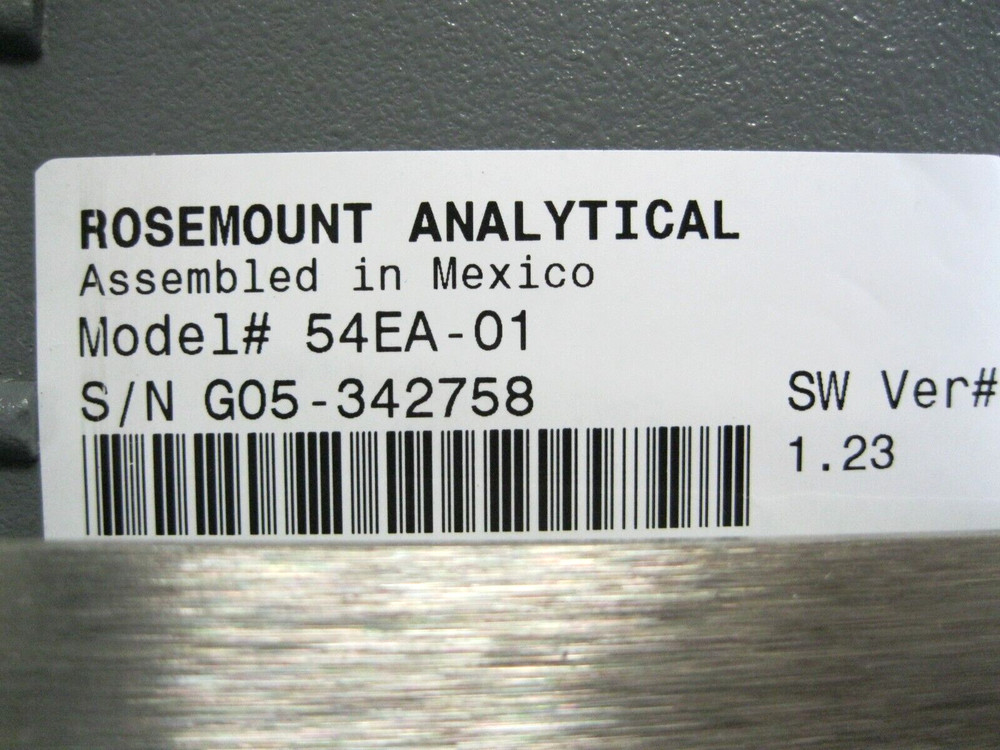 ROSEMOUNT ANALYTICAL
Assembled in Mexico
Model# 54EA-01
S/N G05-342758
SW Ver#
1.23